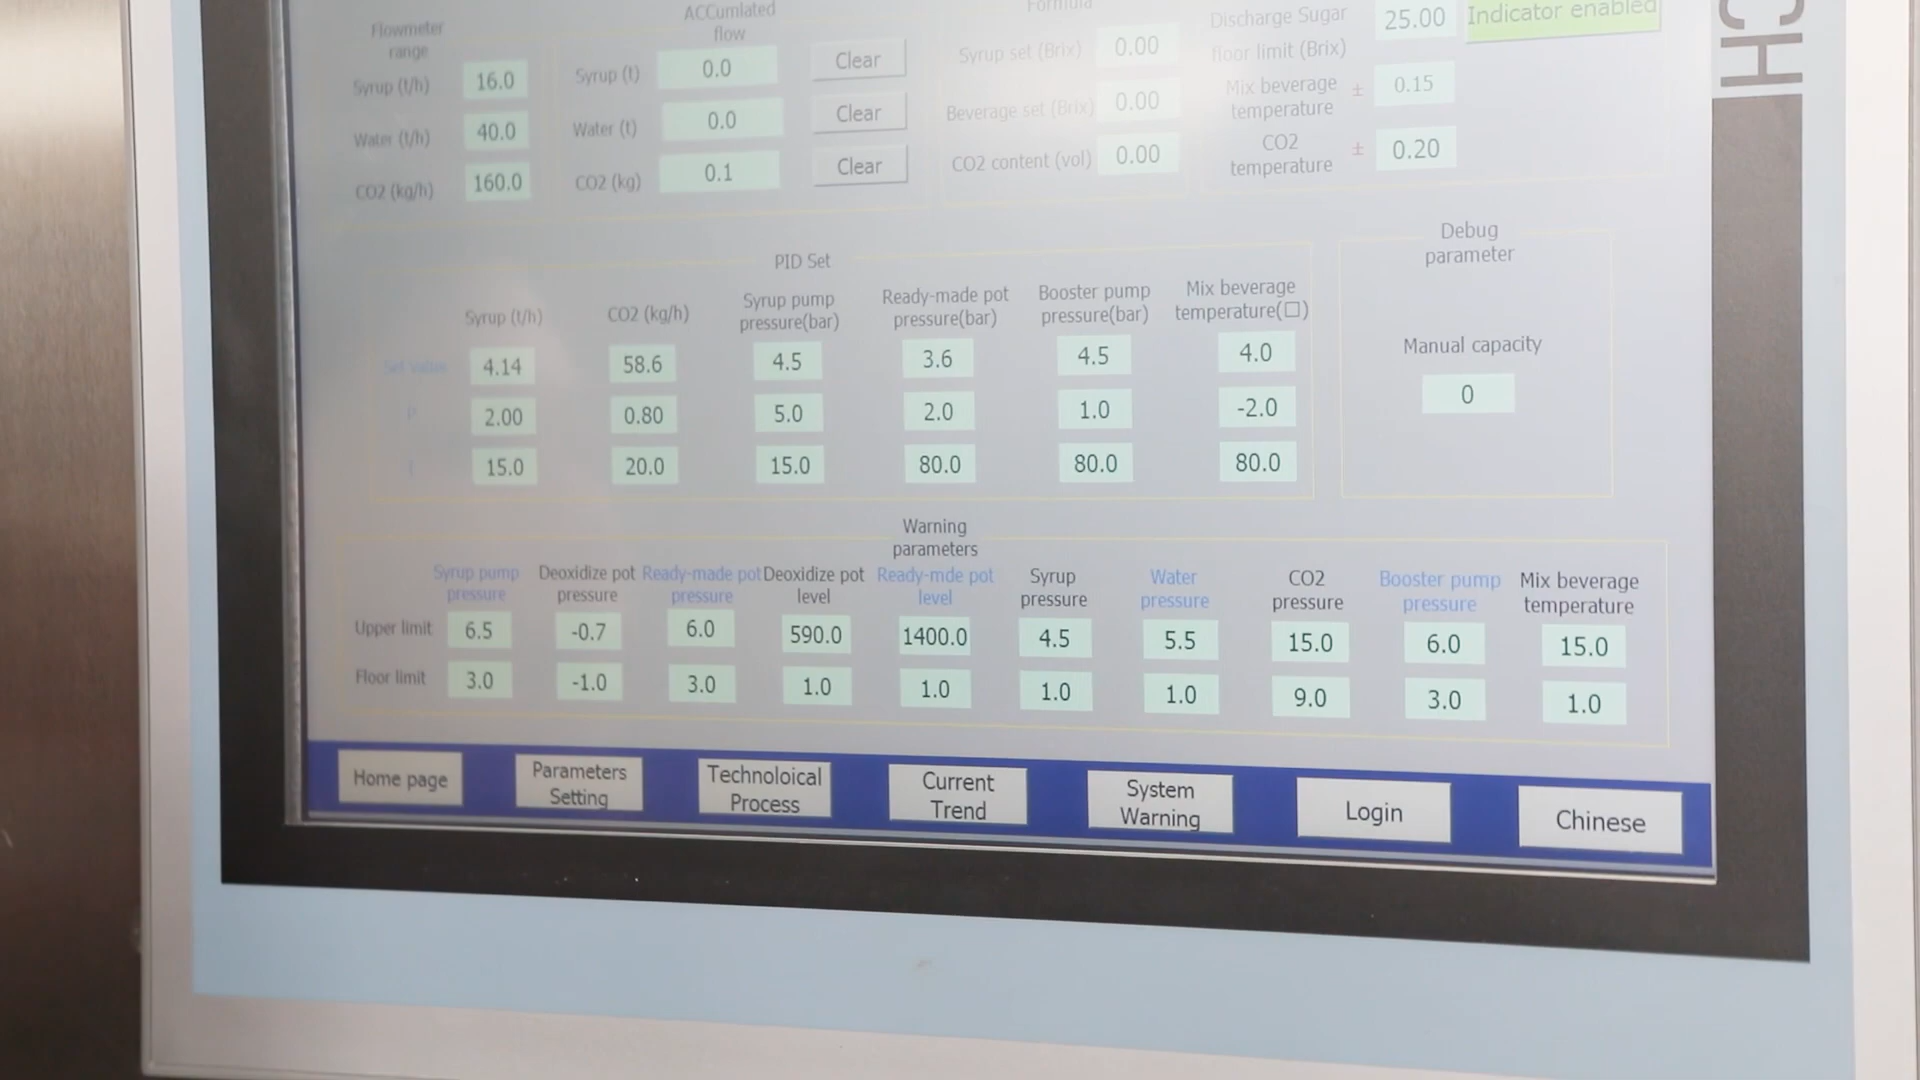 Flowmeter
range
Syrup (t/h) 16.0
Water (t/h) 40.0
CO2 (kg/h) 160.0
ACCumlated
flow
Syrup (t) 0.0 Clear
Water (t) 0.0 Clear
CO2 (kg) 0.1 Clear
Formula
Syrup set (Brix) 0.00
Beverage set (Brix) 0.00
CO2 content (vol) 0.00
Discharge Sugar
floor limit (Brix) 25.00
Indicator enabled
Mix beverage
temperature ± 0.15
CO2
temperature ± 0.20
CH
PID Set
Syrup (t/h) CO2 (kg/h) Syrup pump pressure(bar) Ready-made pot pressure(bar) Booster pump pressure(bar) Mix beverage temperature(□)
Set value 4.14 58.6 4.5 3.6 4.5 4.0
P 2.00 0.80 5.0 2.0 1.0 -2.0
I 15.0 20.0 15.0 80.0 80.0 80.0
Debug
parameter
Manual capacity
0
Warning
parameters
Syrup pump pressure Deoxidize pot pressure Ready-made pot pressure Deoxidize pot level Ready-mde pot level Syrup pressure Water pressure CO2 pressure Booster pump pressure Mix beverage temperature
Upper limit 6.5 -0.7 6.0 590.0 1400.0 4.5 5.5 15.0 6.0 15.0
Floor limit 3.0 -1.0 3.0 1.0 1.0 1.0 1.0 9.0 3.0 1.0
Home page
Parameters
Setting
Technoloical
Process
Current
Trend
System
Warning
Login
Chinese